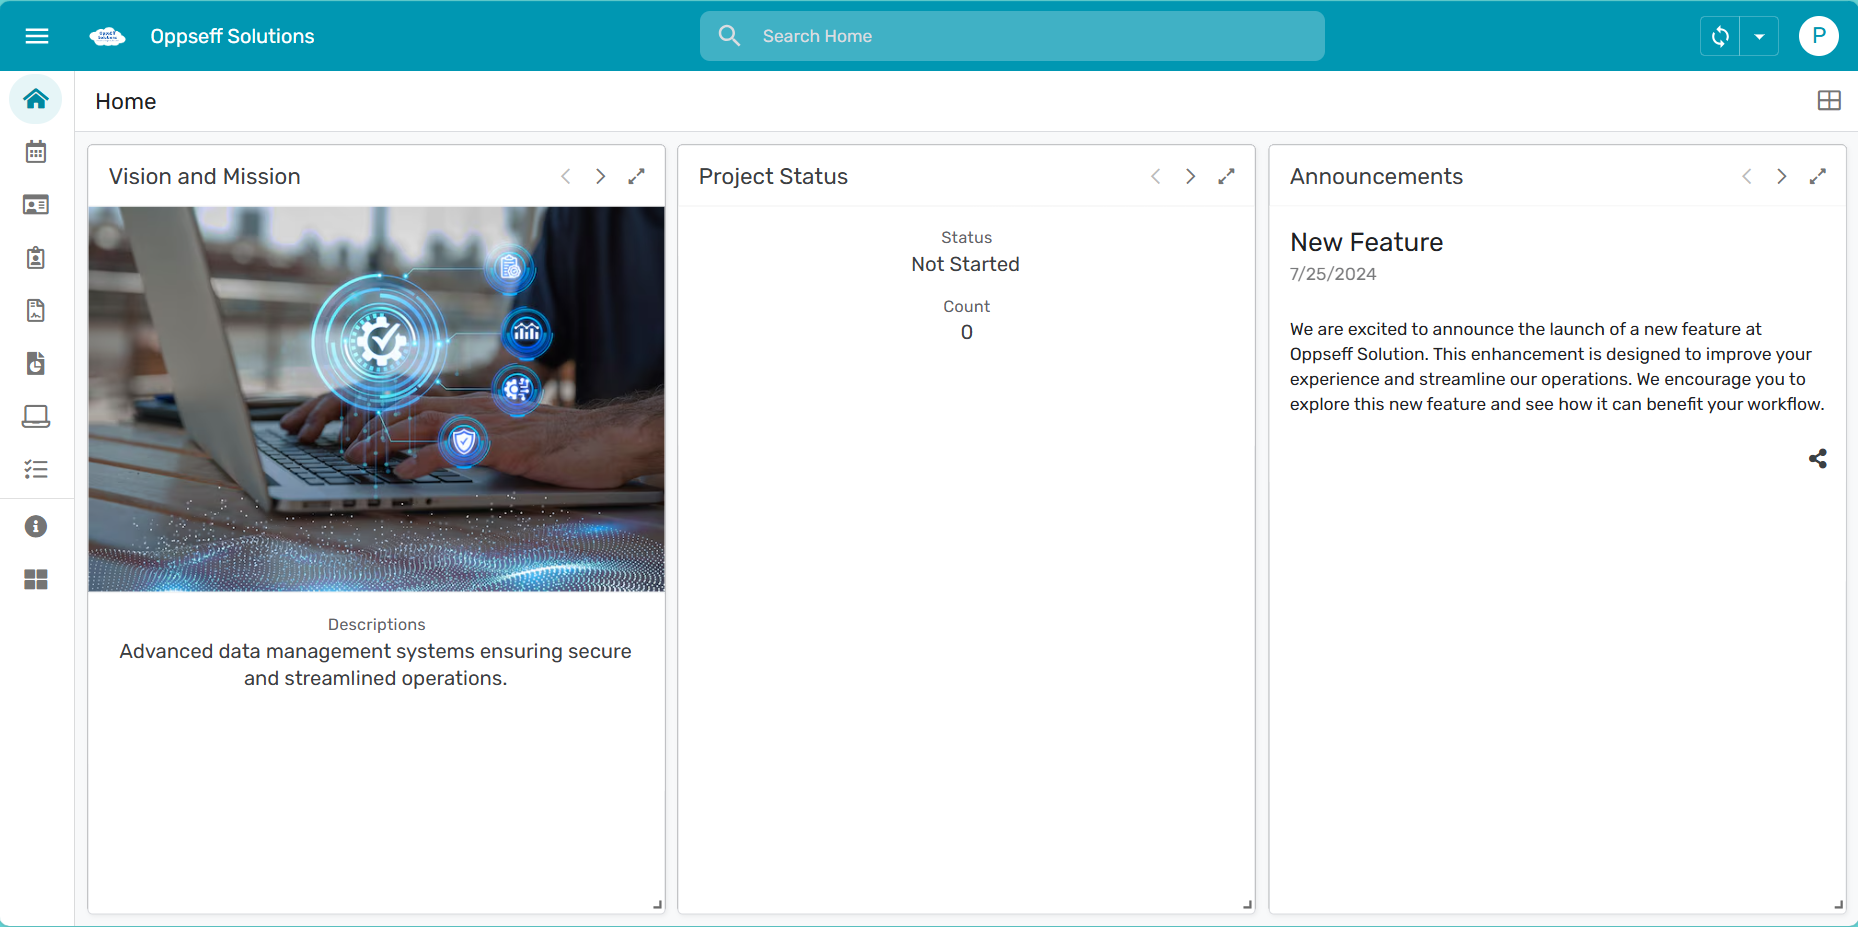 Oppseff Solutions
Search Home
P
Home
Vision and Mission
Descriptions
Advanced data management systems ensuring secure
and streamlined operations.
Project Status
Status
Not Started
Count
0
Announcements
New Feature
7/25/2024
We are excited to announce the launch of a new feature at
Oppseff Solution. This enhancement is designed to improve your
experience and streamline our operations. We encourage you to
explore this new feature and see how it can benefit your workflow.